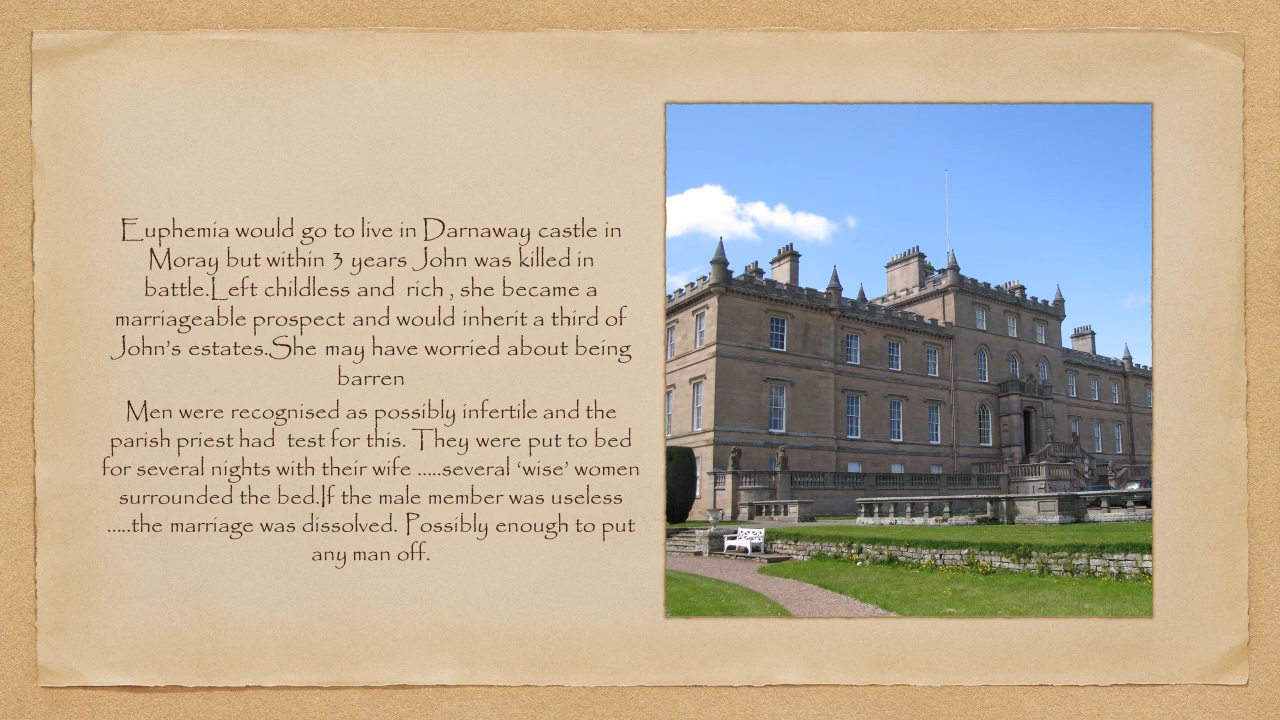 Euphemia would go to live in Darnaway castle in
Moray but within 3 years John was killed in
battle.Left childless and  rich , she became a
marriageable prospect and would inherit a third of
John's estates.She may have worried about being
barren
Men were recognised as possibly infertile and the
parish priest had  test for this. They were put to bed
for several nights with their wife .....several 'wise' women
surrounded the bed.If the male member was useless
.....the marriage was dissolved. Possibly enough to put
any man off.